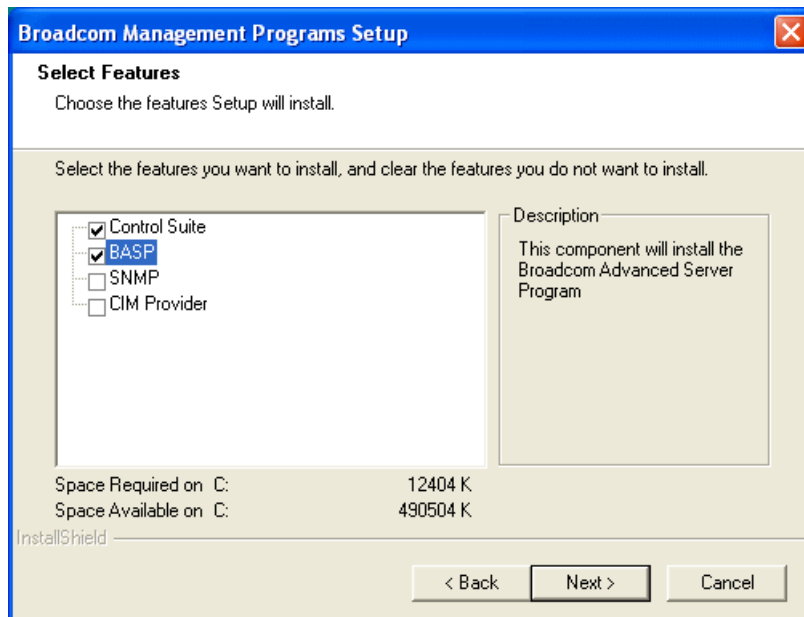 Broadcom Management Programs Setup
Select Features
Choose the features Setup will install.
Select the features you want to install, and clear the features you do not want to install.
Control Suite
BASP
SNMP
CIM Provider
Description
This component will install the
Broadcom Advanced Server
Program
Space Required on C: 12404 K
Space Available on C: 490504 K
InstallShield
< Back Next > Cancel